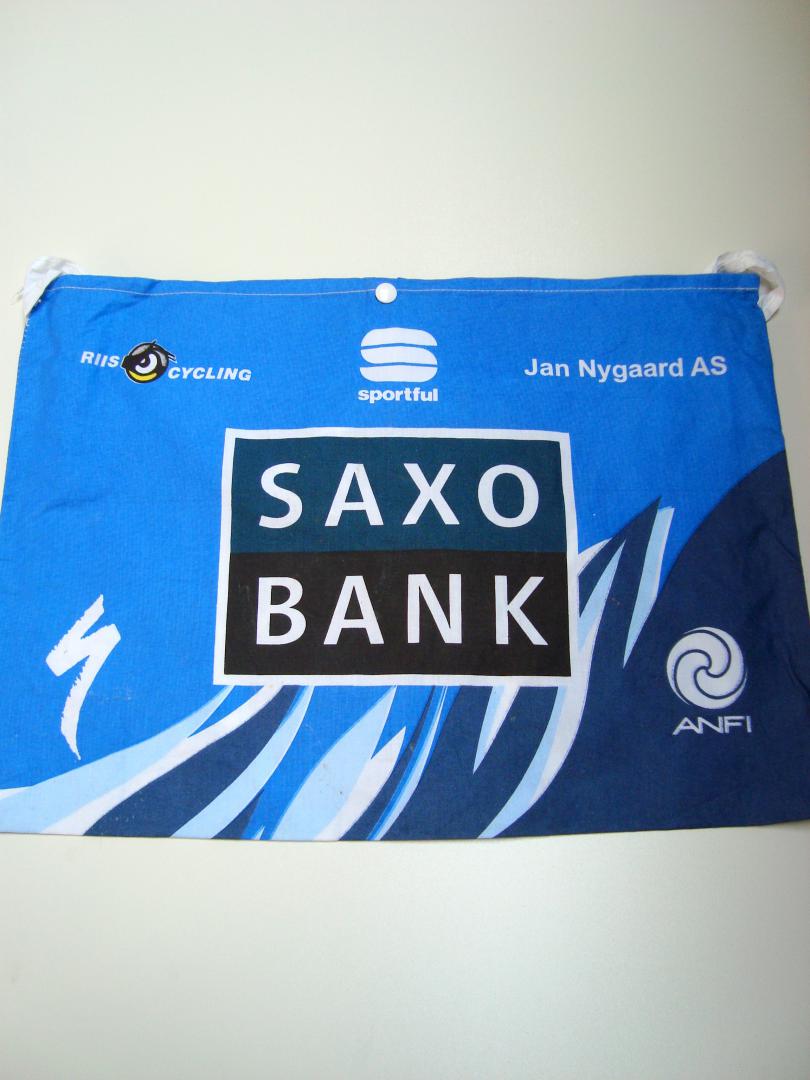 RIIS CYCLING
sportful
Jan Nygaard AS
SAXO
BANK
ANFI